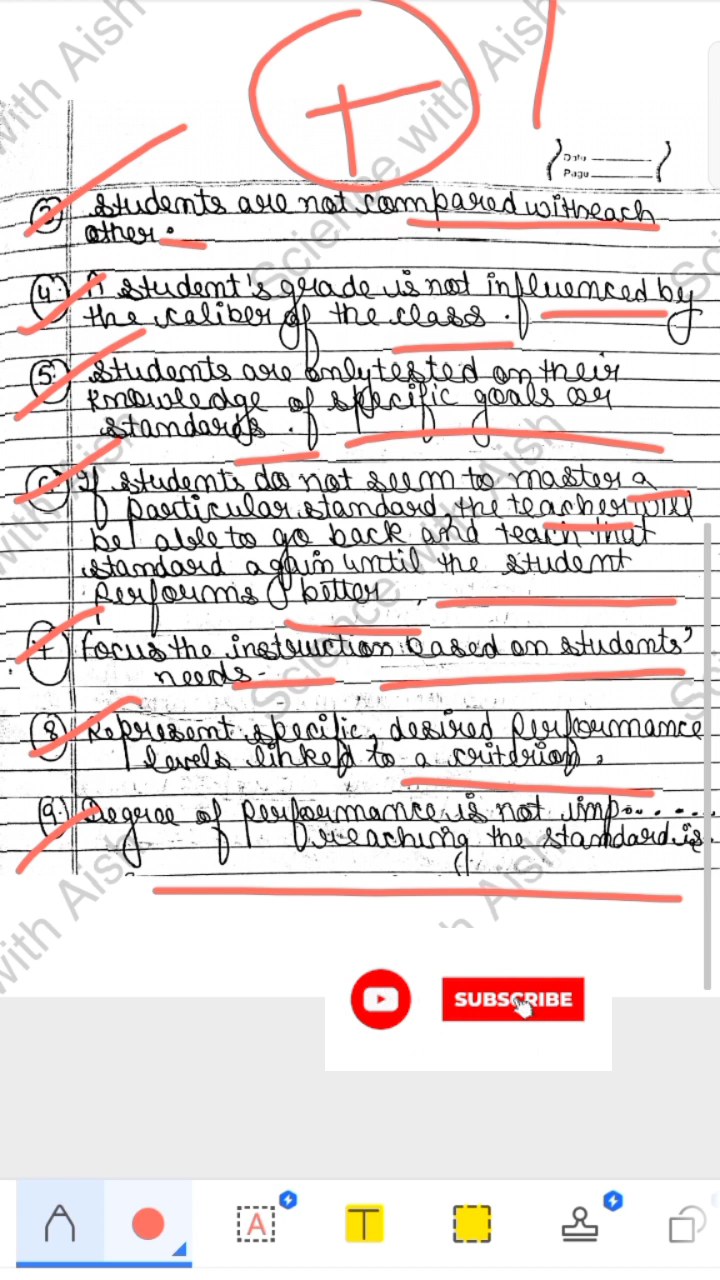 Date
Page
(3) Students are not compared with each
other.
(4.) A student's grade is not influenced by
the caliber of the class.
(5.) Students are only tested on their
knowledge of specific goals or
standards.
If students do not seem to master a
particular standard, the teacher will
be able to go back and teach that
standard again until the student
performs better.
(7) Focus the instruction based on students'
needs.
(8) Represent specific, desired performance
levels linked to a criterion.
(9.) Degree of performance is not imp......
reaching the standard is.
Science with Aish
SUBSCRIBE
A
T